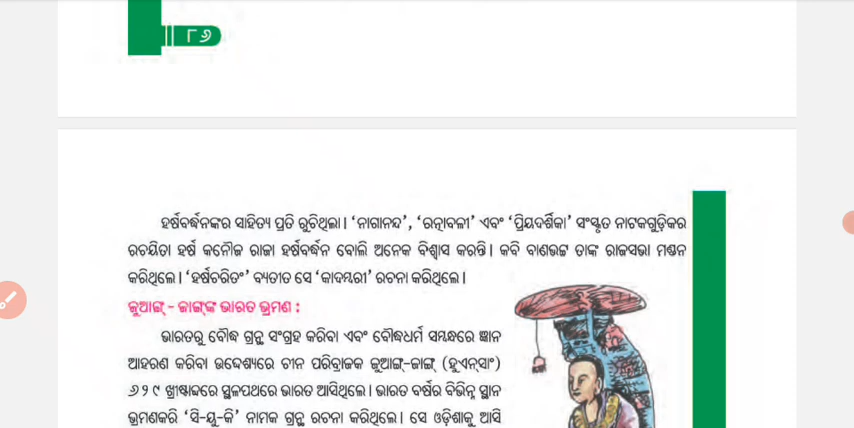 ୮୬
ହର୍ଷବର୍ଦ୍ଧନଙ୍କର ସାହିତ୍ୟ ପ୍ରତି ରୁଚିଥିଲା । ‘ନାଗାନନ୍ଦ’, ‘ରତ୍ନାବଳୀ’ ଏବଂ ‘ପ୍ରିୟଦର୍ଶିକା’ ସଂସ୍କୃତ ନାଟକଗୁଡ଼ିକର
ରଚୟିତା ହର୍ଷ କନୌଜ ରାଜା ହର୍ଷବର୍ଦ୍ଧନ ବୋଲି ଅନେକ ବିଶ୍ୱାସ କରନ୍ତି । କବି ବାଣଭଟ୍ଟ ତାଙ୍କ ରାଜସଭା ମଣ୍ଡନ
କରିଥିଲେ । ‘ହର୍ଷଚରିତଂ’ ବ୍ୟତୀତ ସେ ‘କାଦମ୍ବରୀ’ ରଚନା କରିଥିଲେ ।
ଜୁଆଙ୍ଗ୍ - ଜାଙ୍ଗ୍‌ଙ୍କ ଭାରତ ଭ୍ରମଣ :
ଭାରତରୁ ବୌଦ୍ଧ ଗ୍ରନ୍ଥ ସଂଗ୍ରହ କରିବା ଏବଂ ବୌଦ୍ଧଧର୍ମ ସମ୍ବନ୍ଧରେ ଜ୍ଞାନ
ଆହରଣ କରିବା ଉଦ୍ଦେଶ୍ୟରେ ଚୀନ ପରିବ୍ରାଜକ ଜୁଆଙ୍ଗ୍-ଜାଙ୍ଗ୍ (ହୁଏନ୍‌ସାଂ)
୬୨୯ ଖ୍ରୀଷ୍ଟାବ୍ଦରେ ସ୍ଥଳପଥରେ ଭାରତ ଆସିଥିଲେ । ଭାରତ ବର୍ଷର ବିଭିନ୍ନ ସ୍ଥାନ
ଭ୍ରମଣକରି ‘ସି-ୟୁ-କି’ ନାମକ ଗ୍ରନ୍ଥ ରଚନା କରିଥିଲେ । ସେ ଓଡ଼ିଶାକୁ ଆସି